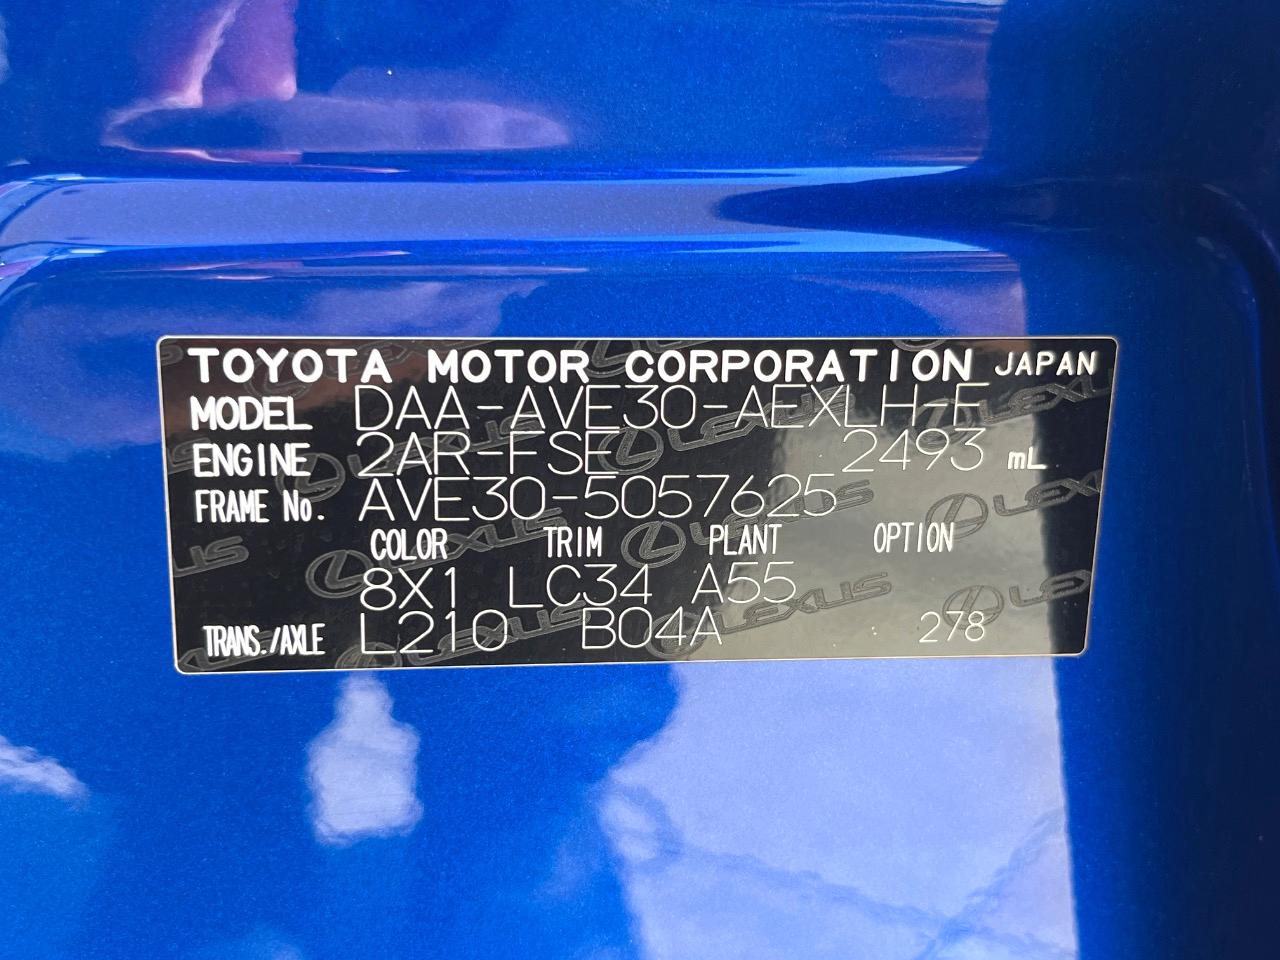 TOYOTA MOTOR CORPORATION JAPAN
MODEL DAA-AVE30-AEXLH-F
ENGINE 2AR-FSE 2493 mL
FRAME No. AVE30-5057625
COLOR TRIM PLANT OPTION
8X1 LC34 A55
TRANS./AXLE L210 B04A 278